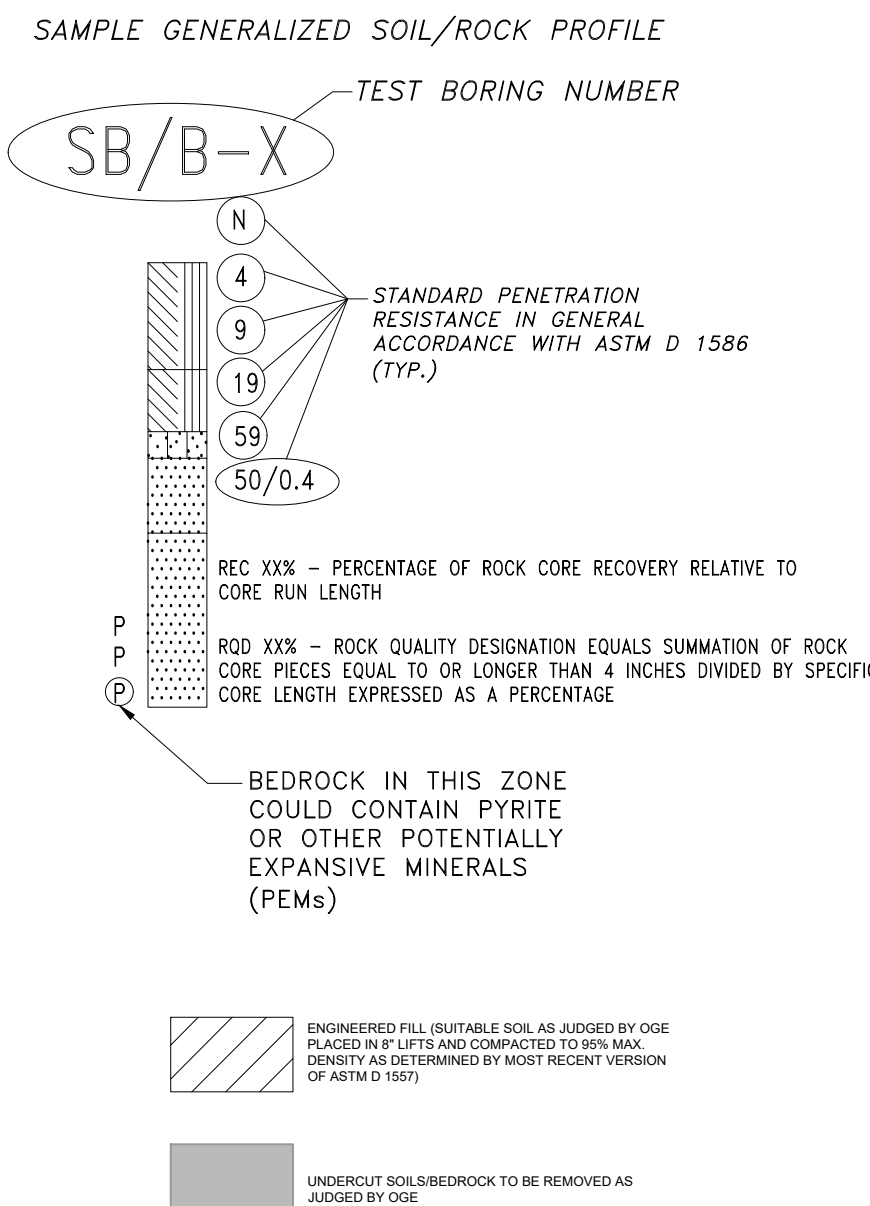 SAMPLE GENERALIZED SOIL/ROCK PROFILE
TEST BORING NUMBER
SB/B-X
N
4
9
19
59
50/0.4
STANDARD PENETRATION
RESISTANCE IN GENERAL
ACCORDANCE WITH ASTM D 1586
(TYP.)
REC XX% - PERCENTAGE OF ROCK CORE RECOVERY RELATIVE TO
CORE RUN LENGTH
P
P
P
RQD XX% - ROCK QUALITY DESIGNATION EQUALS SUMMATION OF ROCK
CORE PIECES EQUAL TO OR LONGER THAN 4 INCHES DIVIDED BY
CORE LENGTH EXPRESSED AS A PERCENTAGE
BEDROCK IN THIS ZONE
COULD CONTAIN PYRITE
OR OTHER POTENTIALLY
EXPANSIVE MINERALS
(PEMs)
ENGINEERED FILL (SUITABLE SOIL AS JUDGED BY OGE
PLACED IN 8" LIFTS AND COMPACTED TO 95% MAX.
DENSITY AS DETERMINED BY MOST RECENT VERSION
OF ASTM D 1557)
UNDERCUT SOILS/BEDROCK TO BE REMOVED AS
JUDGED BY OGE